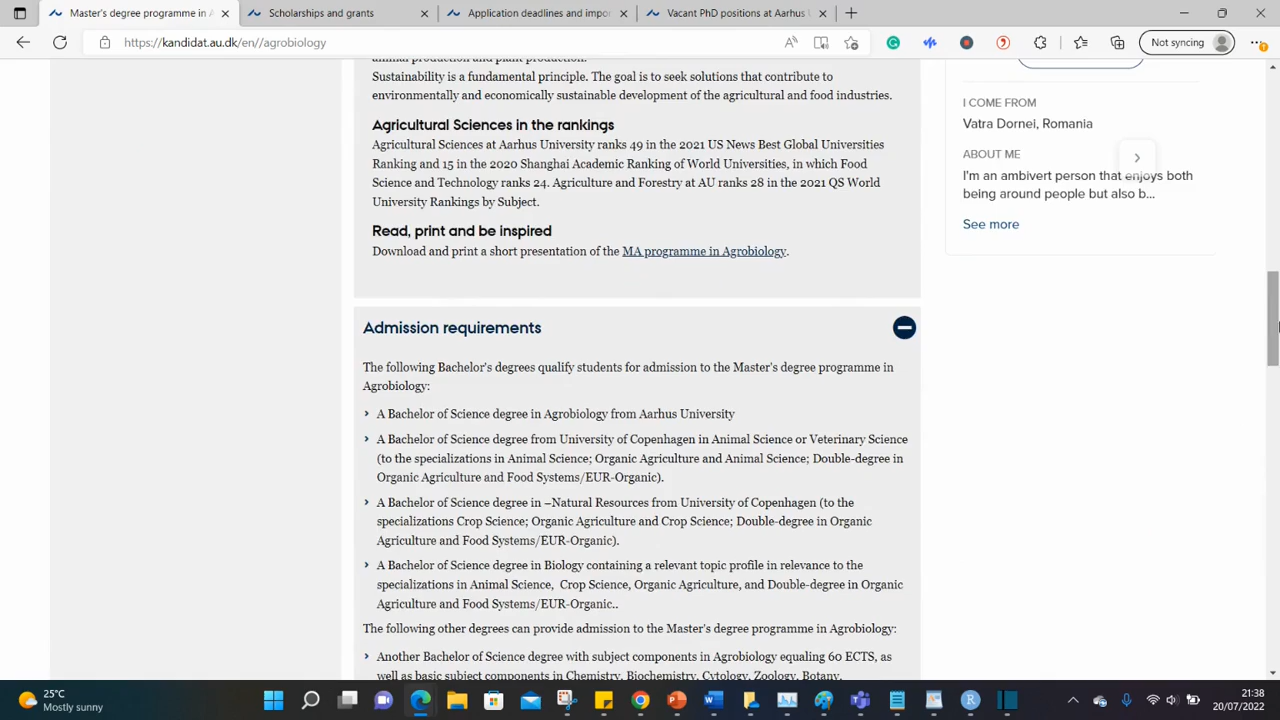 Master's degree programme in A
Scholarships and grants
Application deadlines and impor
Vacant PhD positions at Aarhus
https://kandidat.au.dk/en//agrobiology
Not syncing
Sustainability is a fundamental principle. The goal is to seek solutions that contribute to
environmentally and economically sustainable development of the agricultural and food industries.
Agricultural Sciences in the rankings
Agricultural Sciences at Aarhus University ranks 49 in the 2021 US News Best Global Universities
Ranking and 15 in the 2020 Shanghai Academic Ranking of World Universities, in which Food
Science and Technology ranks 24. Agriculture and Forestry at AU ranks 28 in the 2021 QS World
University Rankings by Subject.
Read, print and be inspired
Download and print a short presentation of the MA programme in Agrobiology.
Admission requirements
The following Bachelor's degrees qualify students for admission to the Master's degree programme in
Agrobiology:
A Bachelor of Science degree in Agrobiology from Aarhus University
A Bachelor of Science degree from University of Copenhagen in Animal Science or Veterinary Science
(to the specializations in Animal Science; Organic Agriculture and Animal Science; Double-degree in
Organic Agriculture and Food Systems/EUR-Organic).
A Bachelor of Science degree in –Natural Resources from University of Copenhagen (to the
specializations Crop Science; Organic Agriculture and Crop Science; Double-degree in Organic
Agriculture and Food Systems/EUR-Organic).
A Bachelor of Science degree in Biology containing a relevant topic profile in relevance to the
specializations in Animal Science, Crop Science, Organic Agriculture, and Double-degree in Organic
Agriculture and Food Systems/EUR-Organic..
The following other degrees can provide admission to the Master's degree programme in Agrobiology:
Another Bachelor of Science degree with subject components in Agrobiology equaling 60 ECTS, as
well as basic subject components in Chemistry, Biochemistry, Cytology, Zoology, Botany,
I COME FROM
Vatra Dornei, Romania
ABOUT ME
I'm an ambivert person that enjoys both
being around people but also b...
See more
25°C
Mostly sunny
21:38
20/07/2022